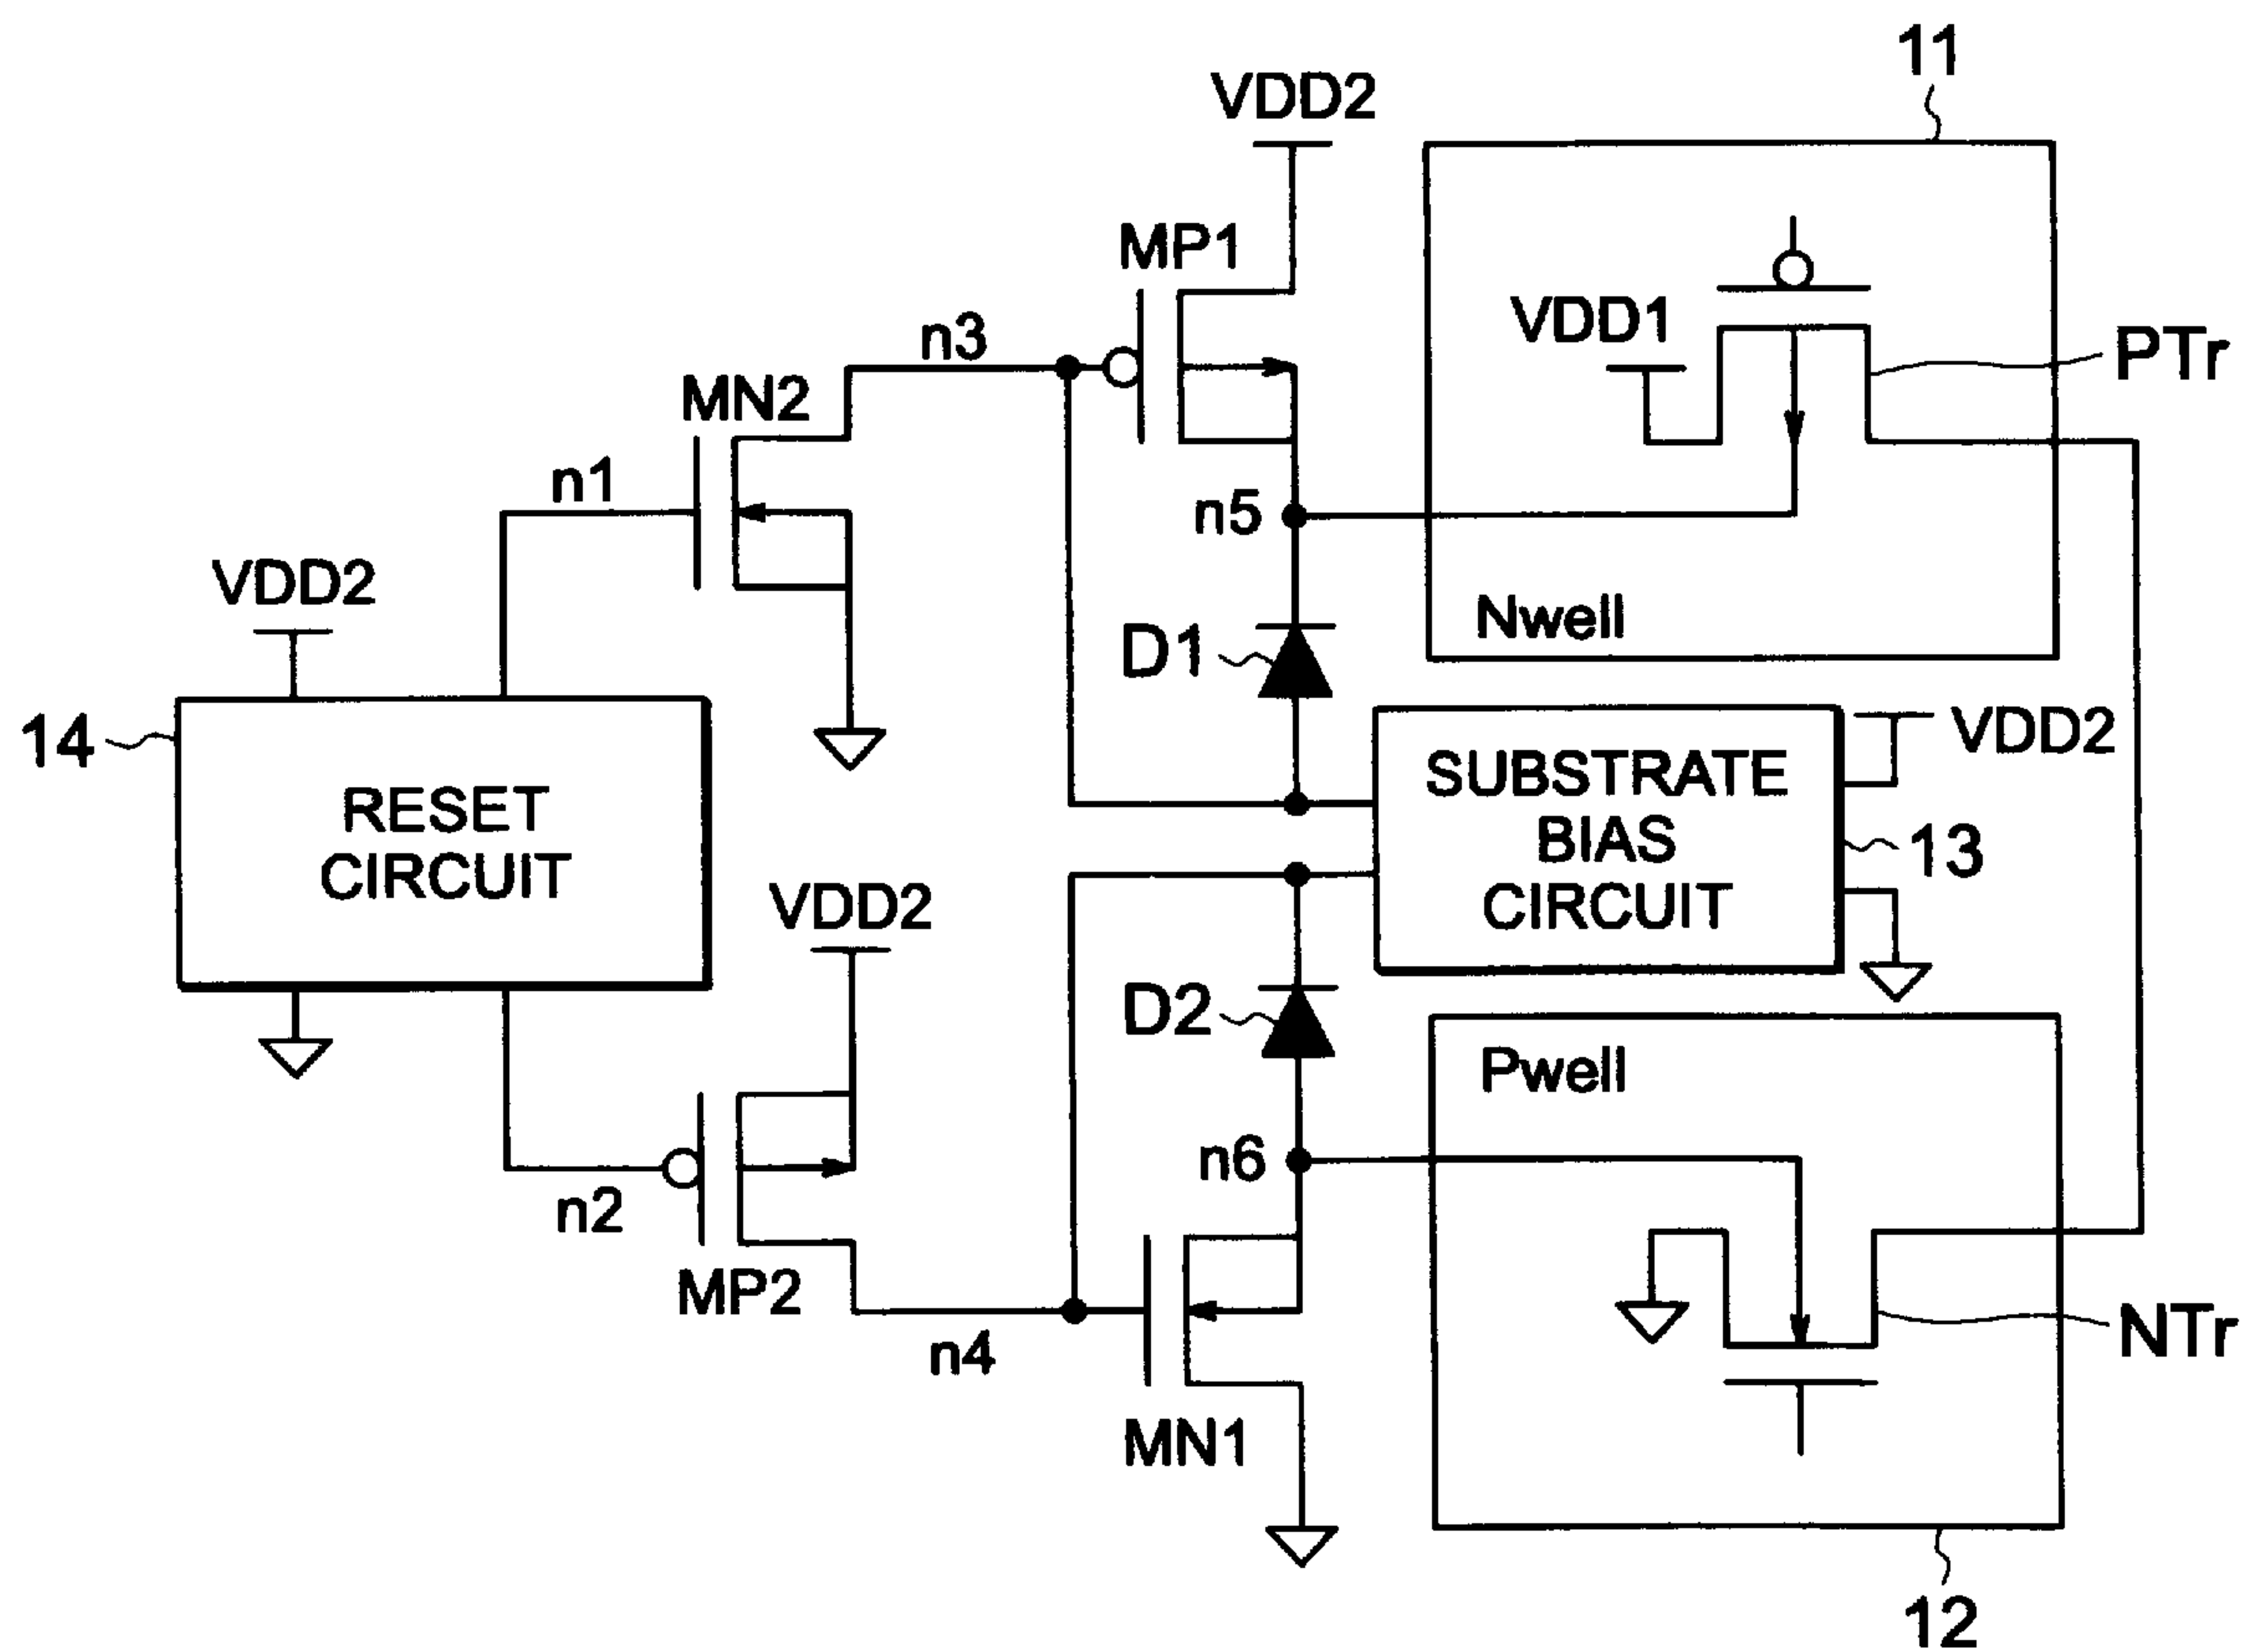 11
VDD2
MP1
n3
VDD1
PTr
MN2
n1
n5
VDD2
Nwell
D1
14
VDD2
SUBSTRATE
BIAS
CIRCUIT
13
RESET
CIRCUIT
VDD2
D2
Pwell
n6
n2
MP2
n4
NTr
MN1
12